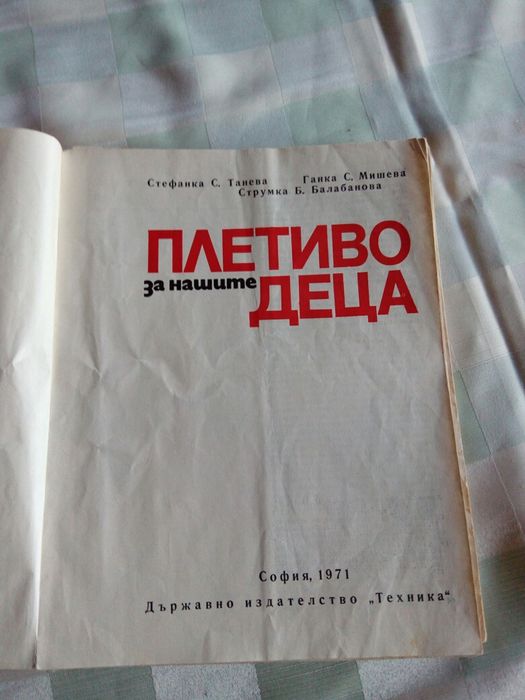 Стефанка С. Танева Ганка С. Мишева
Струмка Б. Балабанова
ПЛЕТИВО
за нашите ДЕЦА
София, 1971
Държавно издателство „Техника“